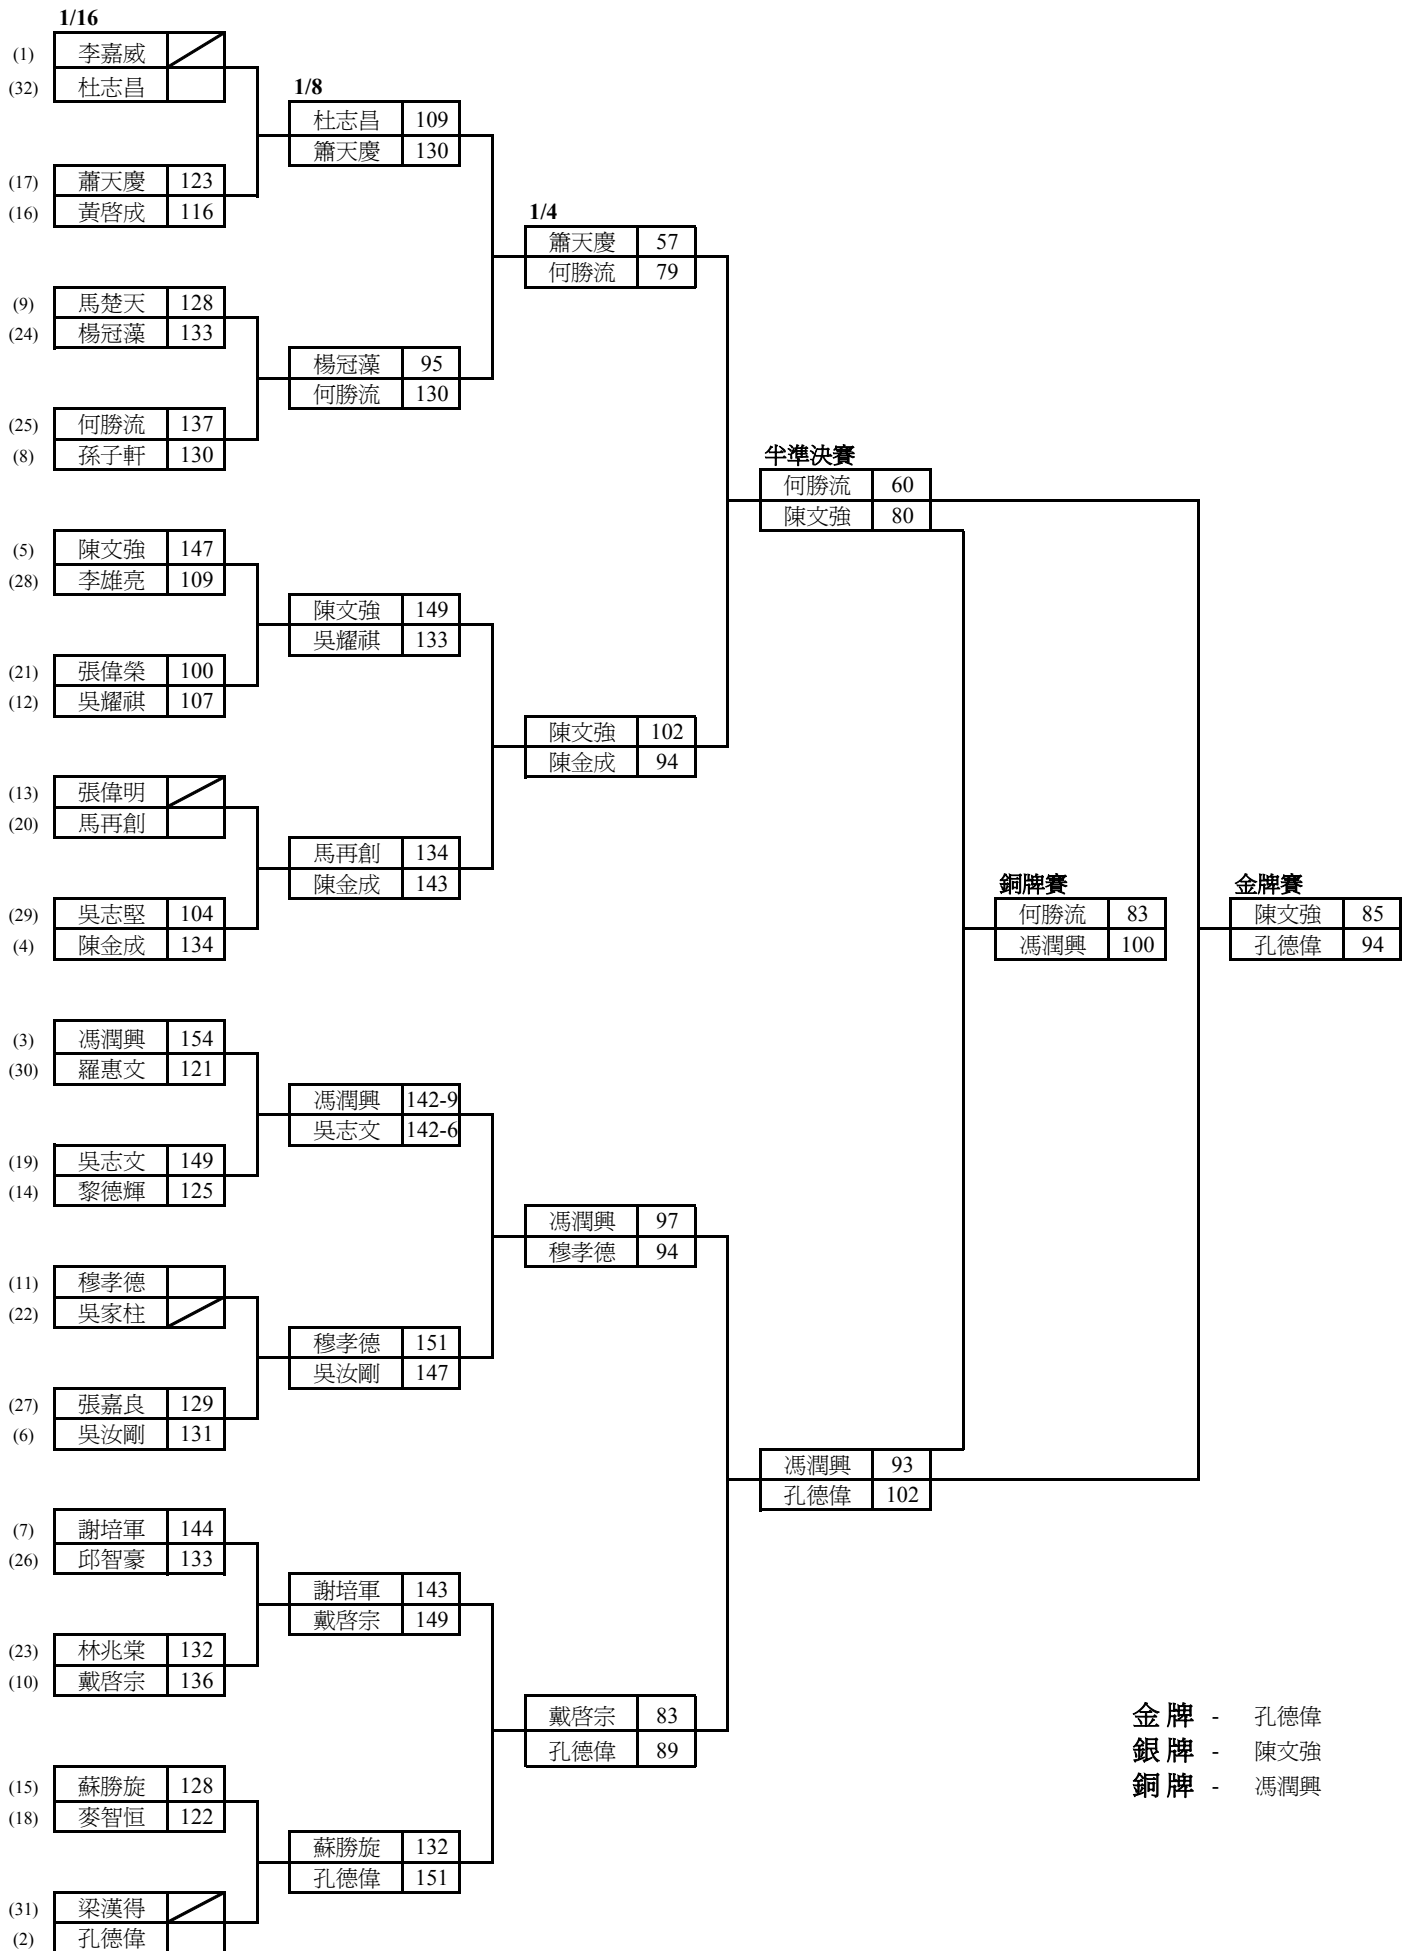 1/16
(1) 李嘉威
(32) 杜志昌
(17) 蕭天慶 123
(16) 黃啓成 116
(9) 馬楚天 128
(24) 楊冠藻 133
(25) 何勝流 137
(8) 孫子軒 130
(5) 陳文強 147
(28) 李雄亮 109
(21) 張偉榮 100
(12) 吳耀祺 107
(13) 張偉明
(20) 馬再創
(29) 吳志堅 104
(4) 陳金成 134
(3) 馮潤興 154
(30) 羅惠文 121
(19) 吳志文 149
(14) 黎德輝 125
(11) 穆孝德
(22) 吳家柱
(27) 張嘉良 129
(6) 吳汝剛 131
(7) 謝培軍 144
(26) 邱智豪 133
(23) 林兆棠 132
(10) 戴啓宗 136
(15) 蘇勝旋 128
(18) 麥智恒 122
(31) 梁漢得
(2) 孔德偉
1/8
杜志昌 109
簫天慶 130
楊冠藻 95
何勝流 130
陳文強 149
吳耀祺 133
馬再創 134
陳金成 143
馮潤興 142-9
吳志文 142-6
穆孝德 151
吳汝剛 147
謝培軍 143
戴啓宗 149
蘇勝旋 132
孔德偉 151
1/4
簫天慶 57
何勝流 79
陳文強 102
陳金成 94
馮潤興 97
穆孝德 94
戴啓宗 83
孔德偉 89
半準決賽
何勝流 60
陳文強 80
馮潤興 93
孔德偉 102
銅牌賽
何勝流 83
馮潤興 100
金牌賽
陳文強 85
孔德偉 94
金牌 - 孔德偉
銀牌 - 陳文強
銅牌 - 馮潤興